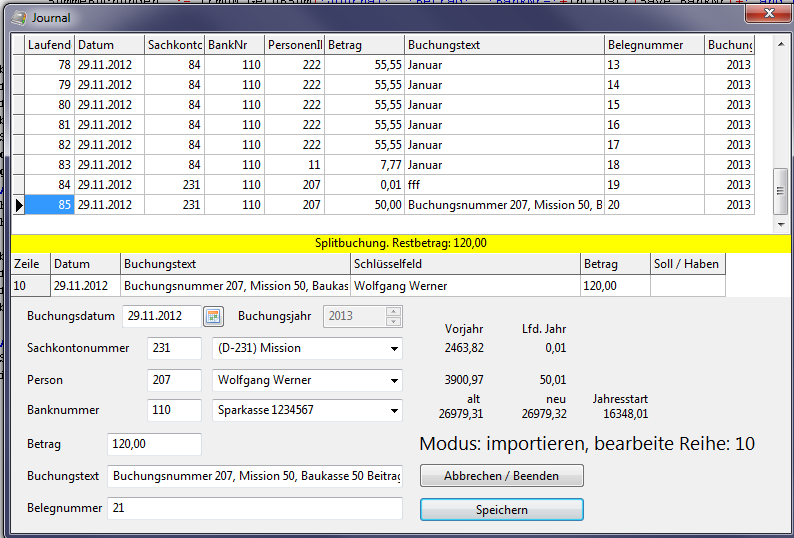 Journal
Laufend Datum Sachkontc BankNr PersonenII Betrag Buchungstext Belegnummer Buchung
78 29.11.2012 84 110 222 55,55 Januar 13 2013
79 29.11.2012 84 110 222 55,55 Januar 14 2013
80 29.11.2012 84 110 222 55,55 Januar 15 2013
81 29.11.2012 84 110 222 55,55 Januar 16 2013
82 29.11.2012 84 110 222 55,55 Januar 17 2013
83 29.11.2012 84 110 11 7,77 Januar 18 2013
84 29.11.2012 231 110 207 0,01 fff 19 2013
85 29.11.2012 231 110 207 50,00 Buchungsnummer 207, Mission 50, B 20 2013
Splitbuchung. Restbetrag: 120,00
Zeile Datum Buchungstext Schlüsselfeld Betrag Soll / Haben
10 29.11.2012 Buchungsnummer 207, Mission 50, Baukas Wolfgang Werner 120,00
Buchungsdatum 29.11.2012 Buchungsjahr 2013
Vorjahr Lfd. Jahr
Sachkontonummer 231 (D-231) Mission 2463,82 0,01
Person 207 Wolfgang Werner 3900,97 50,01
alt neu Jahresstart
Banknummer 110 Sparkasse 1234567 26979,31 26979,32 16348,01
Betrag 120,00
Modus: importieren, bearbeite Reihe: 10
Buchungstext Buchungsnummer 207, Mission 50, Baukasse 50 Beitrag
Abbrechen / Beenden
Belegnummer 21
Speichern